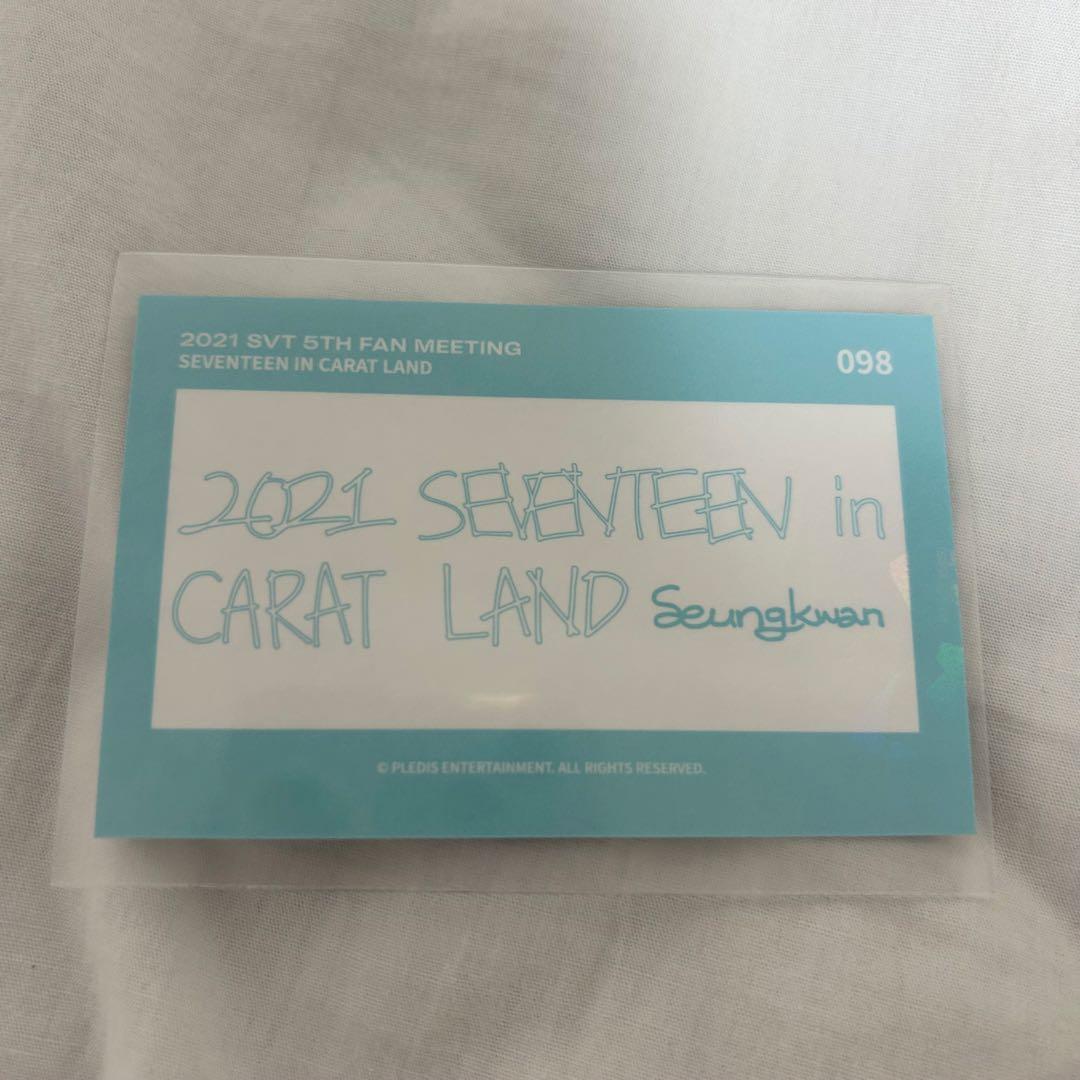 2021 SVT 5TH FAN MEETING
SEVENTEEN IN CARAT LAND
098
2021 SEVENTEEN in
CARAT LAND Seungkwan
© PLEDIS ENTERTAINMENT. ALL RIGHTS RESERVED.